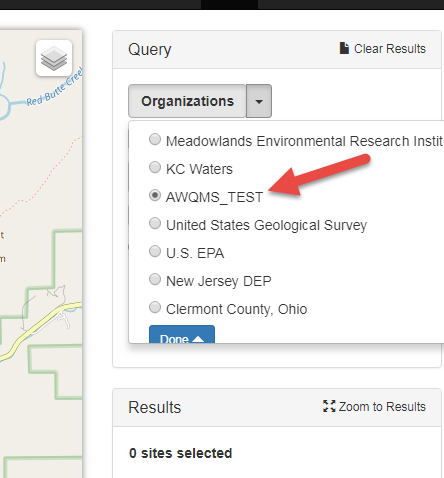 Red Butte Creek
t
m
Query
Clear Results
Organizations
Meadowlands Environmental Research Instit
KC Waters
AWQMS_TEST
United States Geological Survey
U.S. EPA
New Jersey DEP
Clermont County, Ohio
Done
Results
Zoom to Results
0 sites selected